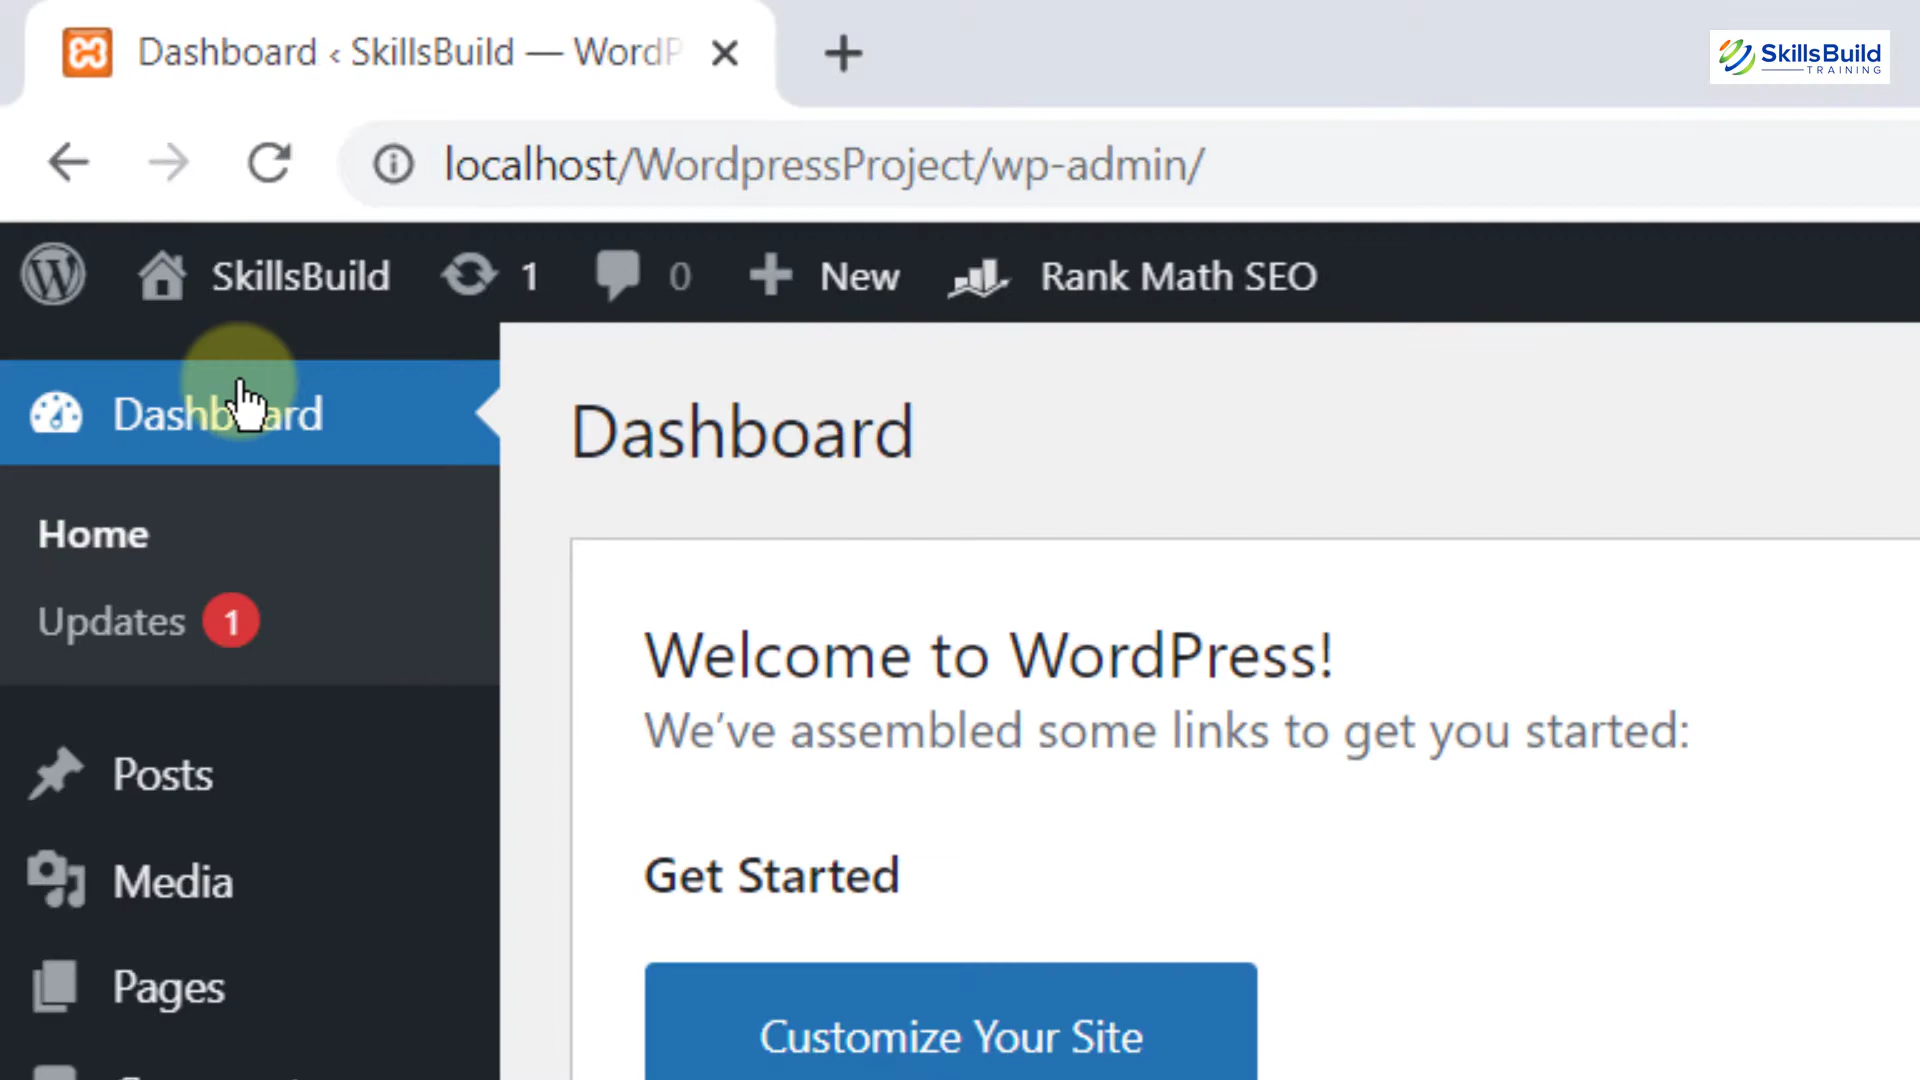 Dashboard ‹ SkillsBuild — WordP
SkillsBuild
TRAINING
localhost/WordpressProject/wp-admin/
SkillsBuild 1 0 New Rank Math SEO
Dashboard
Dashboard
Home
Updates 1
Welcome to WordPress!
We've assembled some links to get you started:
Posts
Media
Get Started
Pages
Customize Your Site